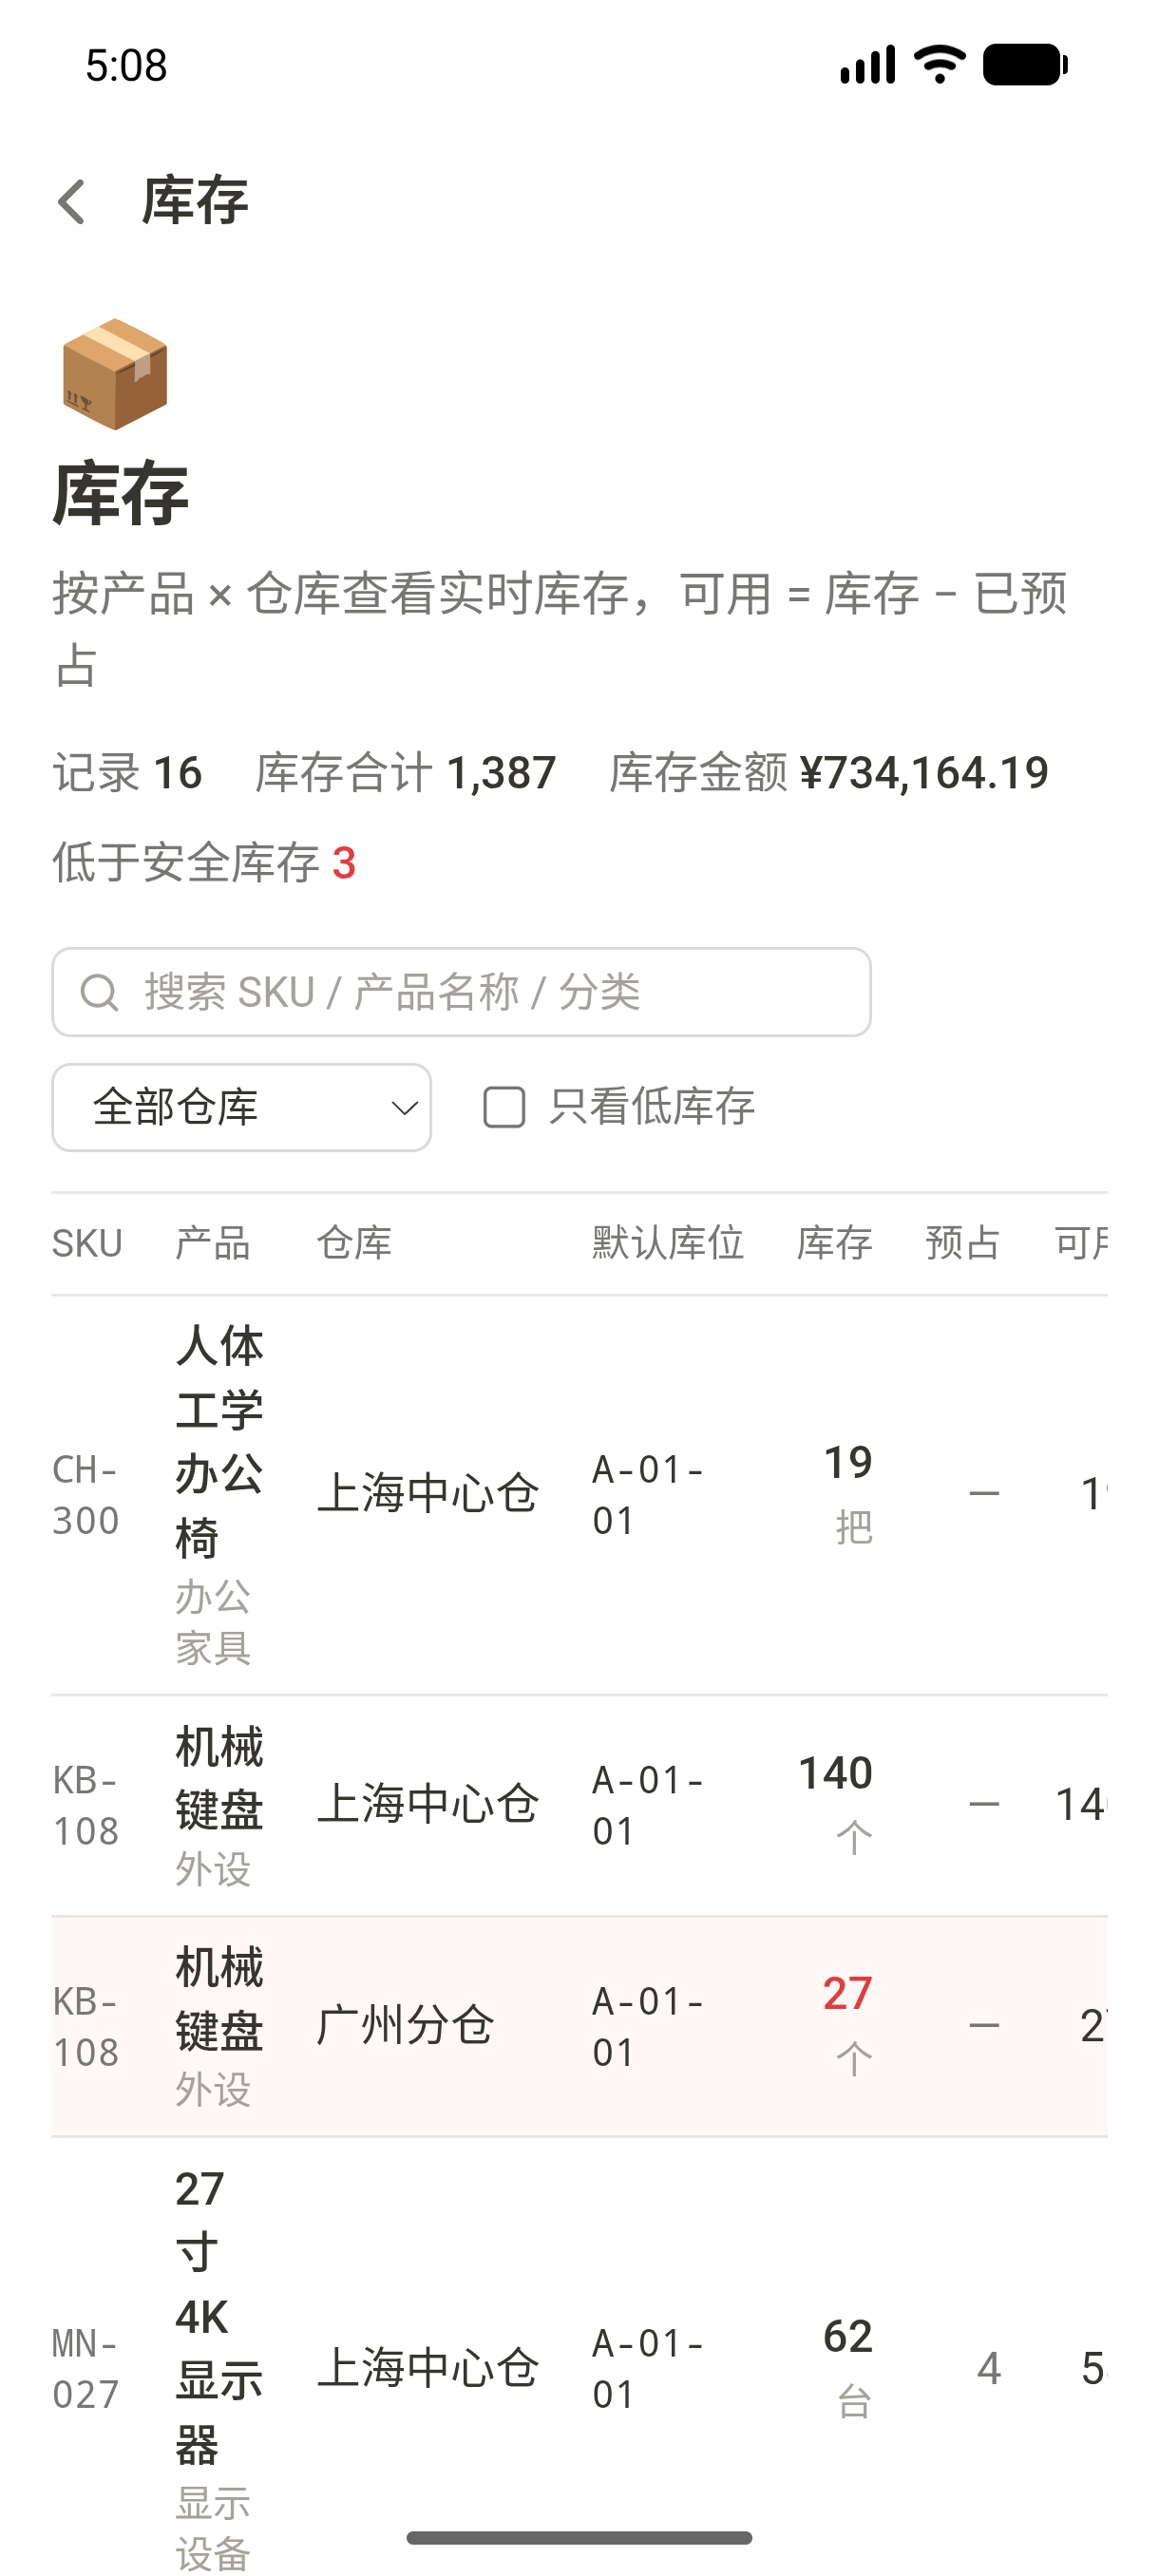 5:08
库存
库存
按产品 × 仓库查看实时库存，可用 = 库存 − 已预
占
记录 16 库存合计 1,387 库存金额 ¥734,164.19
低于安全库存 3
搜索 SKU / 产品名称 / 分类
全部仓库 只看低库存
SKU 产品 仓库 默认库位 库存 预占 可用
人体
工学
办公
椅
办公
家具
CH-
300
上海中心仓
A-01-
01
19
把
—
机械
键盘
外设
KB-
108
上海中心仓
A-01-
01
140
个
—
机械
键盘
外设
KB-
108
广州分仓
A-01-
01
27
个
—
27
寸
4K
显示
器
显示
设备
MN-
027
上海中心仓
A-01-
01
62
台
4